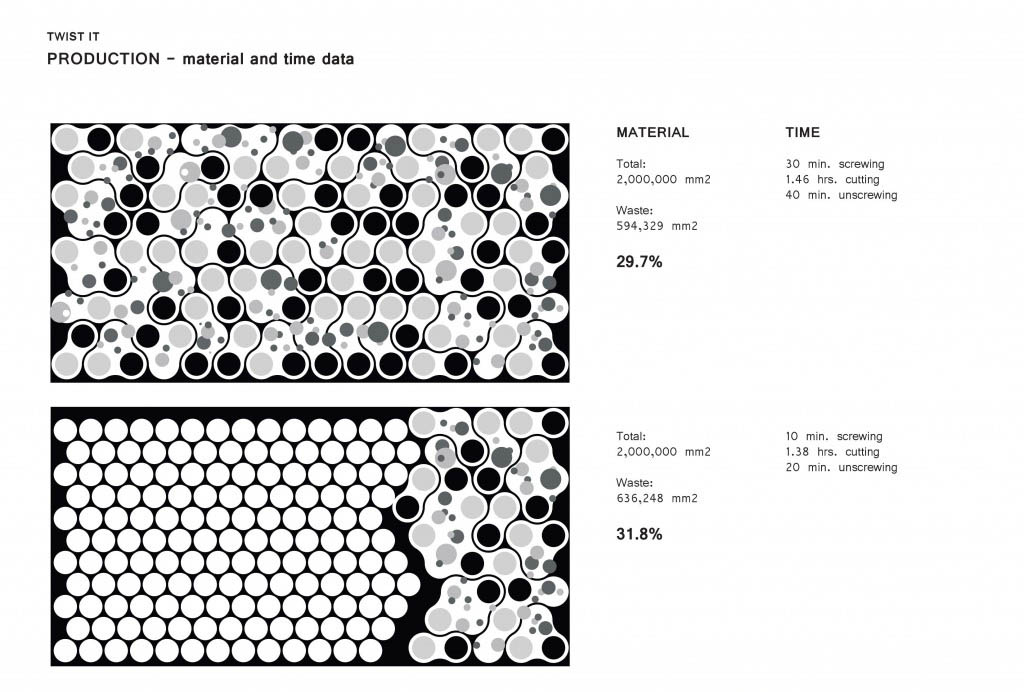 TWIST IT
PRODUCTION - material and time data
MATERIAL
Total:
2,000,000 mm2
Waste:
594,329 mm2
29.7%
TIME
30 min. screwing
1.46 hrs. cutting
40 min. unscrewing
Total:
2,000,000 mm2
Waste:
636,248 mm2
31.8%
10 min. screwing
1.38 hrs. cutting
20 min. unscrewing